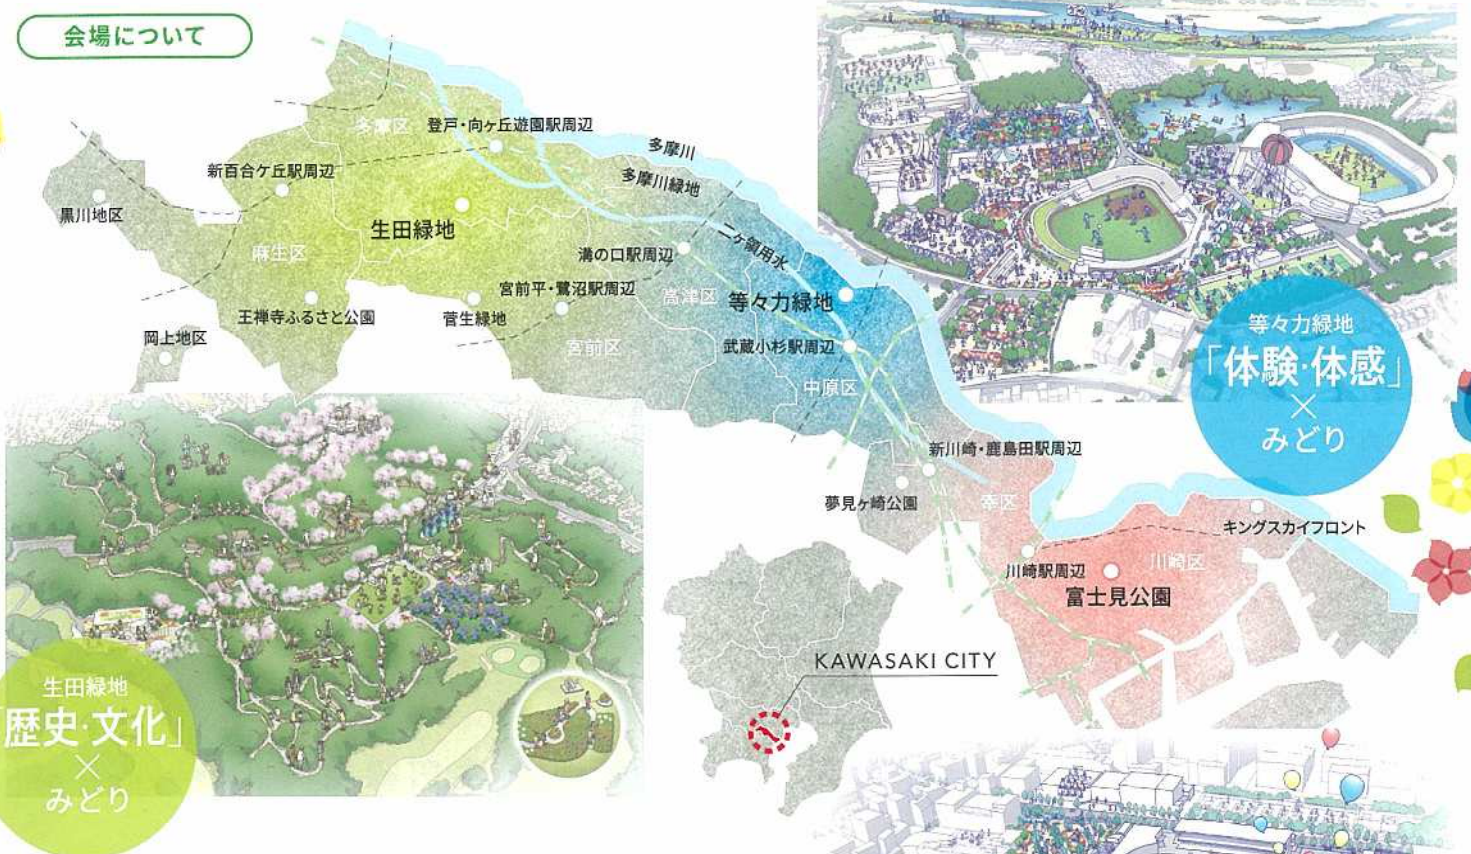 会場について
多摩区
登戸・向ヶ丘遊園駅周辺
多摩川
多摩川緑地
新百合ケ丘駅周辺
黒川地区
生田緑地
麻生区
溝の口駅周辺
二ヶ領用水
宮前平・鷺沼駅周辺
高津区
等々力緑地
王禅寺ふるさと公園
菅生緑地
岡上地区
宮前区
武蔵小杉駅周辺
中原区
等々力緑地
「体験・体感」
×
みどり
新川崎・鹿島田駅周辺
夢見ヶ崎公園
幸区
キングスカイフロント
川崎駅周辺
川崎区
富士見公園
KAWASAKI CITY
生田緑地
歴史・文化」
×
みどり